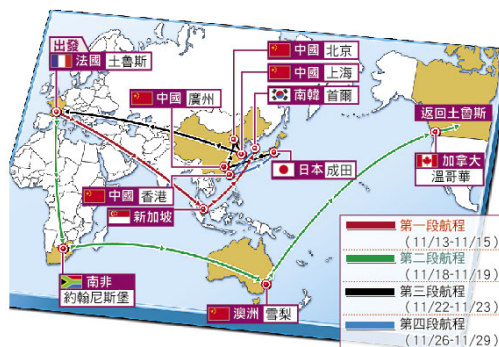 出發
法國 土魯斯
中國 北京
中國 上海
中國 廣州
南韓 首爾
返回土魯斯
日本 成田
加拿大
溫哥華
中國 香港
新加坡
南非
約翰尼斯堡
澳洲 雪梨
第一段航程
(11/13-11/15)
第二段航程
(11/18-11/19)
第三段航程
(11/22-11/23)
第四段航程
(11/26-11/29)